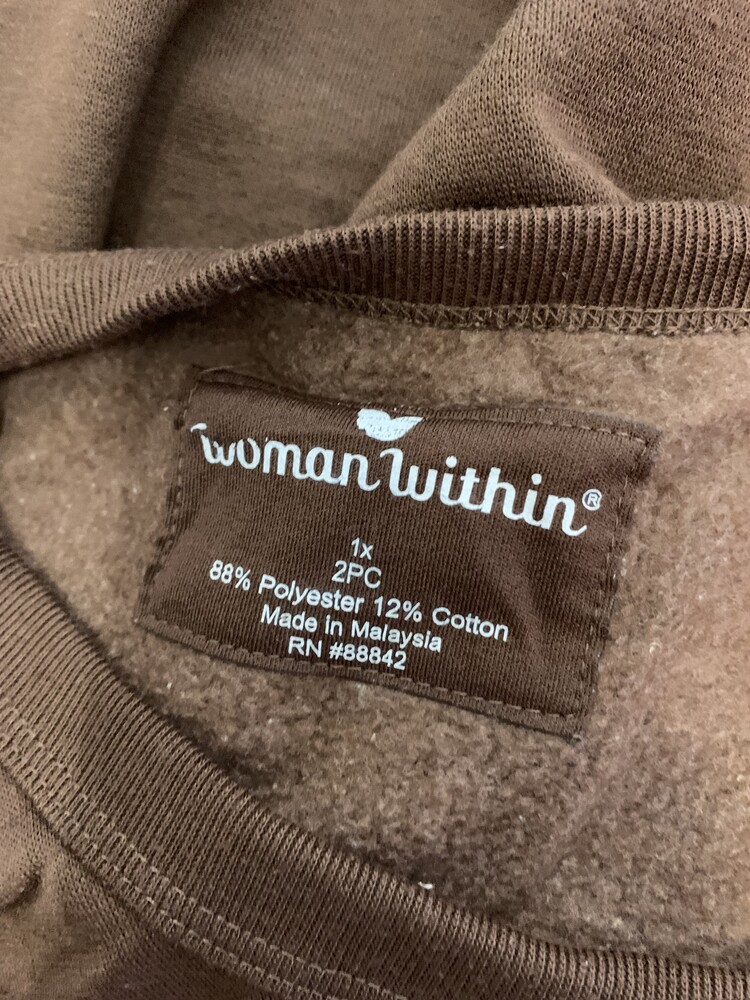 woman within®
1x
2PC
88% Polyester 12% Cotton
Made in Malaysia
RN #88842